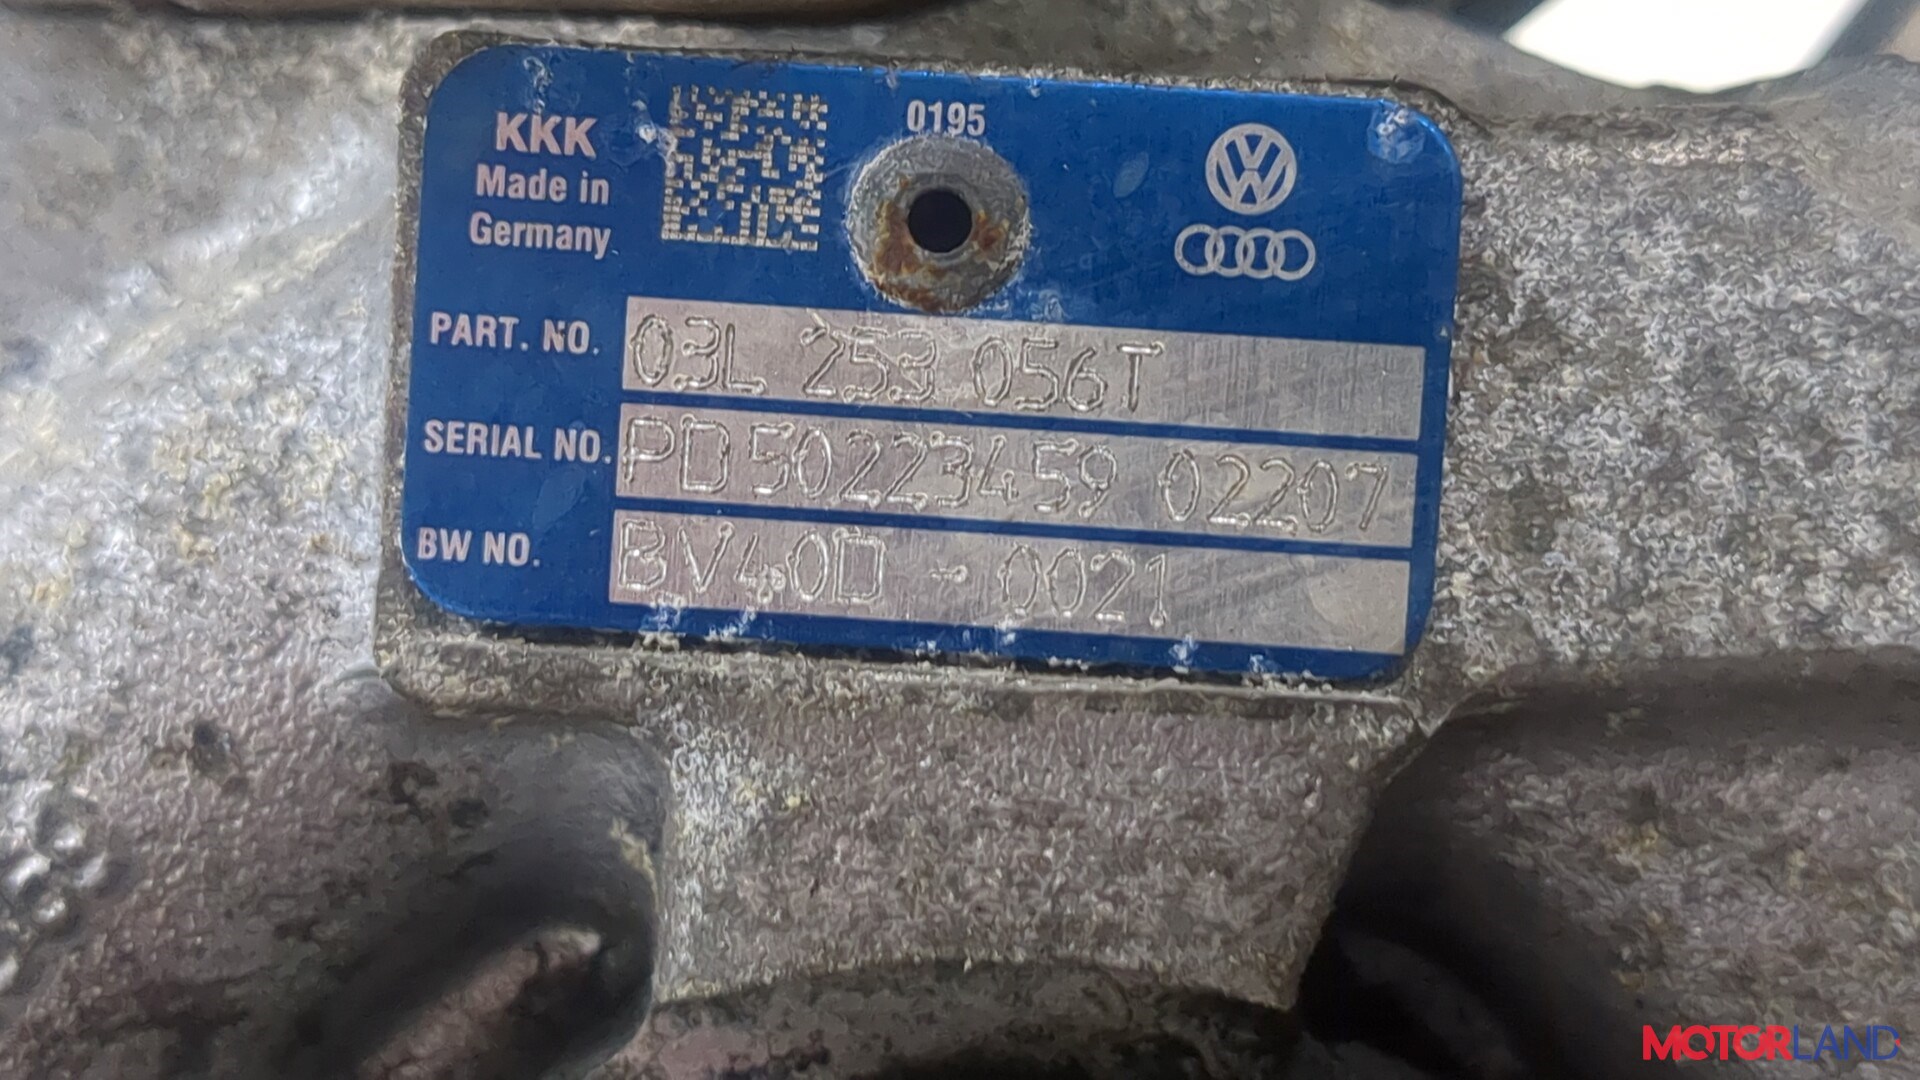 KKK
Made in
Germany
0195
PART. NO. 03L 253 056T
SERIAL NO. PD50223459 02207
BW NO. BV40D - 0021
MOTORLAND